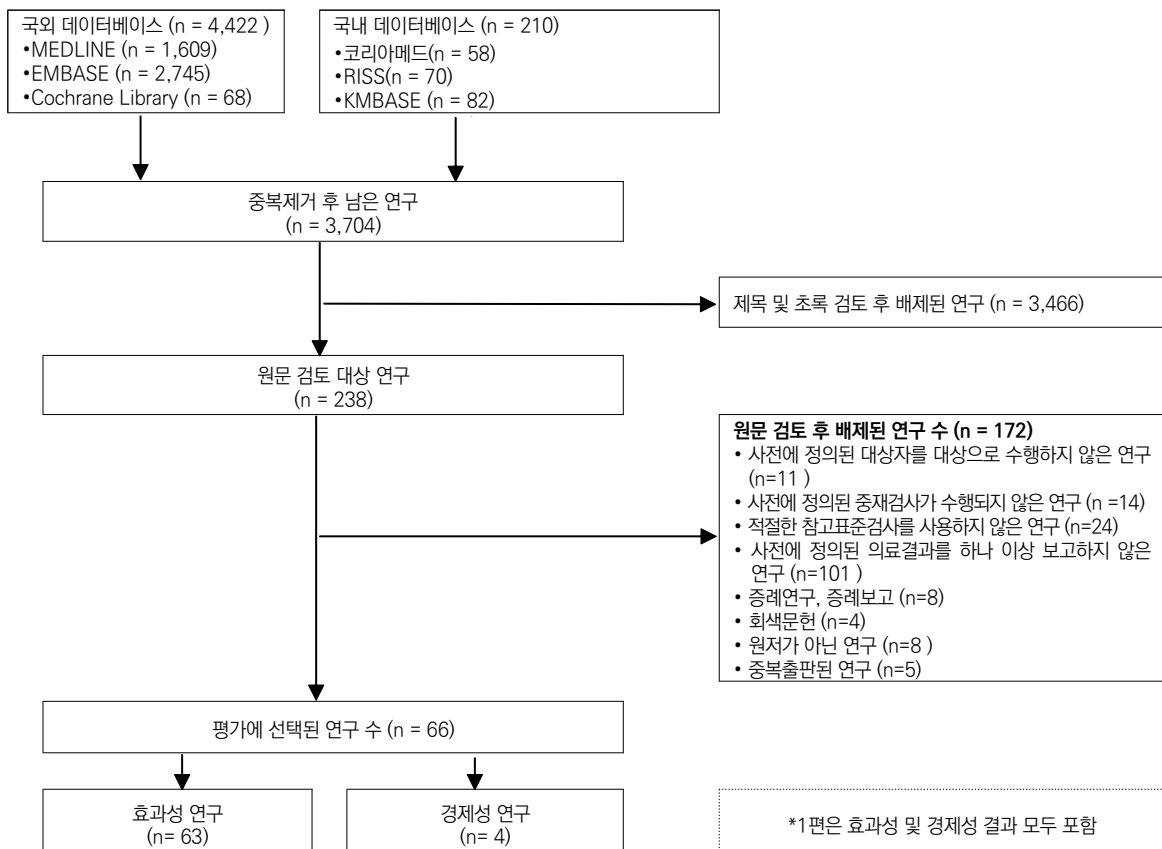 국외 데이터베이스 (n = 4,422 )
•MEDLINE (n = 1,609)
•EMBASE (n = 2,745)
•Cochrane Library (n = 68)
국내 데이터베이스 (n = 210)
•코리아메드(n = 58)
•RISS(n = 70)
•KMBASE (n = 82)
중복제거 후 남은 연구
(n = 3,704)
제목 및 초록 검토 후 배제된 연구 (n = 3,466)
원문 검토 대상 연구
(n = 238)
원문 검토 후 배제된 연구 수 (n = 172)
• 사전에 정의된 대상자를 대상으로 수행하지 않은 연구
(n=11 )
• 사전에 정의된 중재검사가 수행되지 않은 연구 (n =14)
• 적절한 참고표준검사를 사용하지 않은 연구 (n=24)
• 사전에 정의된 의료결과를 하나 이상 보고하지 않은
연구 (n=101 )
• 증례연구, 증례보고 (n=8)
• 회색문헌 (n=4)
• 원저가 아닌 연구 (n=8 )
• 중복출판된 연구 (n=5)
평가에 선택된 연구 수 (n = 66)
효과성 연구
(n= 63)
경제성 연구
(n= 4)
*1편은 효과성 및 경제성 결과 모두 포함